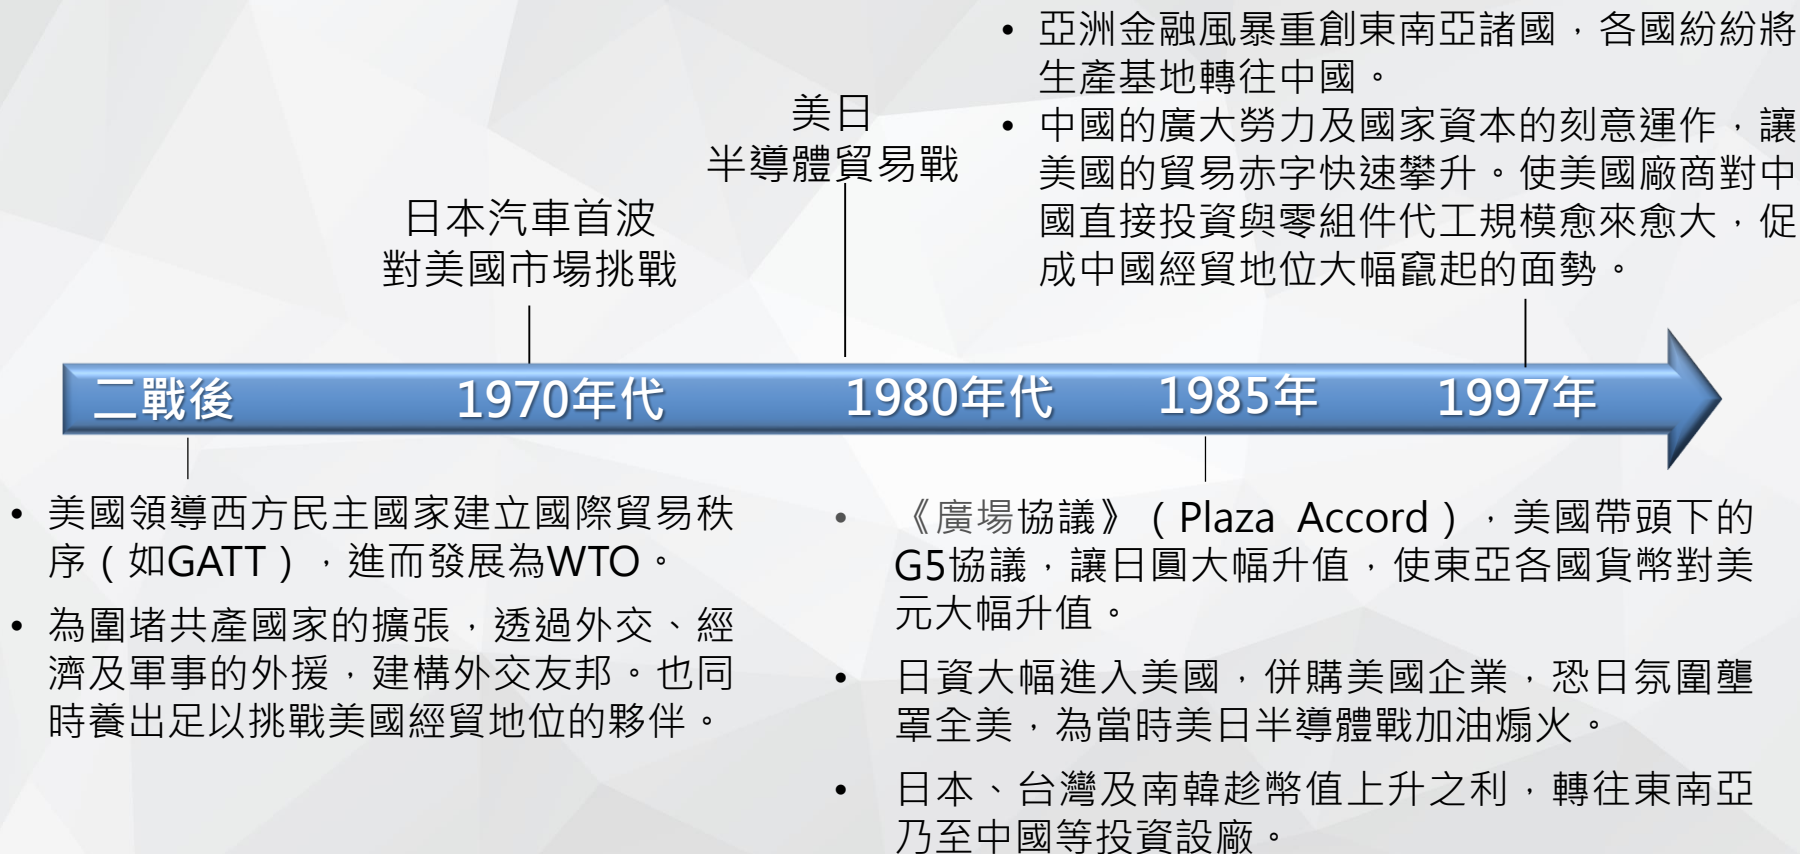 • 亞洲金融風暴重創東南亞諸國，各國紛紛將
生產基地轉往中國。
• 中國的廣大勞力及國家資本的刻意運作，讓
美國的貿易赤字快速攀升。使美國廠商對中
國直接投資與零組件代工規模愈來愈大，促
成中國經貿地位大幅竄起的面勢。
美日
半導體貿易戰
日本汽車首波
對美國市場挑戰
二戰後 1970年代 1980年代 1985年 1997年
• 美國領導西方民主國家建立國際貿易秩
序（如GATT），進而發展為WTO。
• 為圍堵共產國家的擴張，透過外交、經
濟及軍事的外援，建構外交友邦。也同
時養出足以挑戰美國經貿地位的夥伴。
• 《廣場協議》（Plaza Accord），美國帶頭下的
G5協議，讓日圓大幅升值，使東亞各國貨幣對美
元大幅升值。
• 日資大幅進入美國，併購美國企業，恐日氛圍壟
罩全美，為當時美日半導體戰加油煽火。
• 日本、台灣及南韓趁幣值上升之利，轉往東南亞
乃至中國等投資設廠。